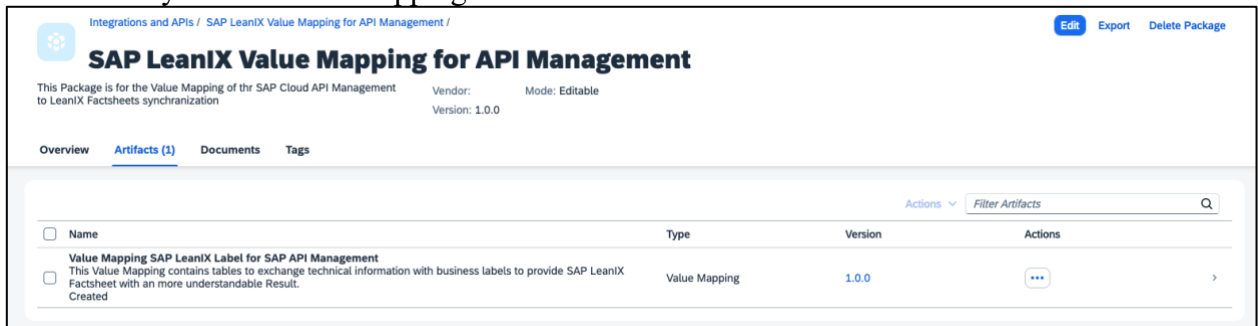 Integrations and APIs / SAP LeanIX Value Mapping for API Management /
Edit Export Delete Package
SAP LeanIX Value Mapping for API Management
This Package is for the Value Mapping of thr SAP Cloud API Management
to LeanIX Factsheets synchronization
Vendor: Mode: Editable
Version: 1.0.0
Overview Artifacts (1) Documents Tags
Actions Filter Artifacts
Name Type Version Actions
Value Mapping SAP LeanIX Label for SAP API Management
This Value Mapping contains tables to exchange technical information with business labels to provide SAP LeanIX
Factsheet with an more understandable Result.
Created
Value Mapping 1.0.0